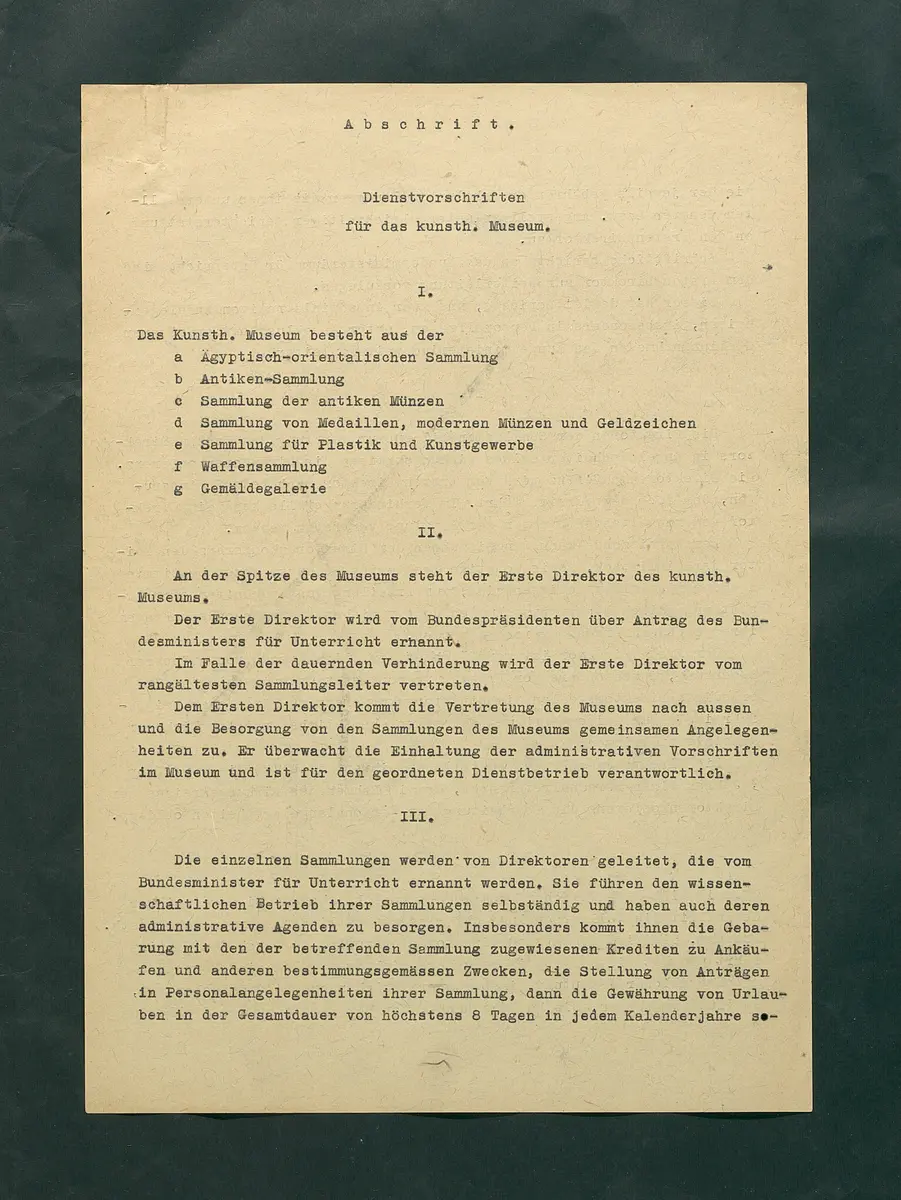 A b s c h r i f t .
Dienstvorschriften
für das kunsth. Museum.
I.
Das Kunsth. Museum besteht aus der
a Ägyptisch-orientalischen Sammlung
b Antiken-Sammlung
c Sammlung der antiken Münzen
d Sammlung von Medaillen, modernen Münzen und Geldzeichen
e Sammlung für Plastik und Kunstgewerbe
f Waffensammlung
g Gemäldegalerie
II.
An der Spitze des Museums steht der Erste Direktor des kunsth.
Museums.
Der Erste Direktor wird vom Bundespräsidenten über Antrag des Bun-
desministers für Unterricht ernannt.
Im Falle der dauernden Verhinderung wird der Erste Direktor vom
rangältesten Sammlungsleiter vertreten.
Dem Ersten Direktor kommt die Vertretung des Museums nach aussen
und die Besorgung von den Sammlungen des Museums gemeinsamen Angelegen-
heiten zu. Er überwacht die Einhaltung der administrativen Vorschriften
im Museum und ist für den geordneten Dienstbetrieb verantwortlich.
III.
Die einzelnen Sammlungen werden von Direktoren geleitet, die vom
Bundesminister für Unterricht ernannt werden. Sie führen den wissen-
schaftlichen Betrieb ihrer Sammlungen selbständig und haben auch deren
administrative Agenden zu besorgen. Insbesonders kommt ihnen die Geba-
rung mit den der betreffenden Sammlung zugewiesenen Krediten zu Ankäu-
fen und anderen bestimmungsgemässen Zwecken, die Stellung von Anträgen
in Personalangelegenheiten ihrer Sammlung, dann die Gewährung von Urlau-
ben in der Gesamtdauer von höchstens 8 Tagen in jedem Kalenderjahre so-